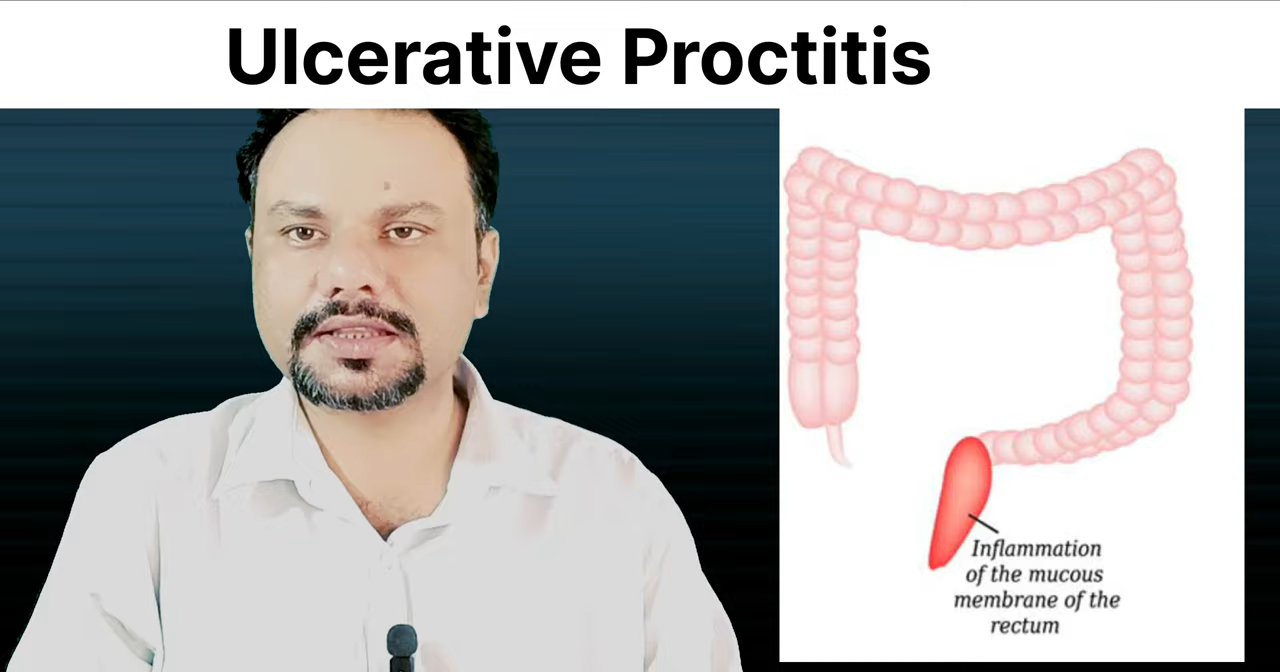 Ulcerative Proctitis
Inflammation
of the mucous
membrane of the
rectum